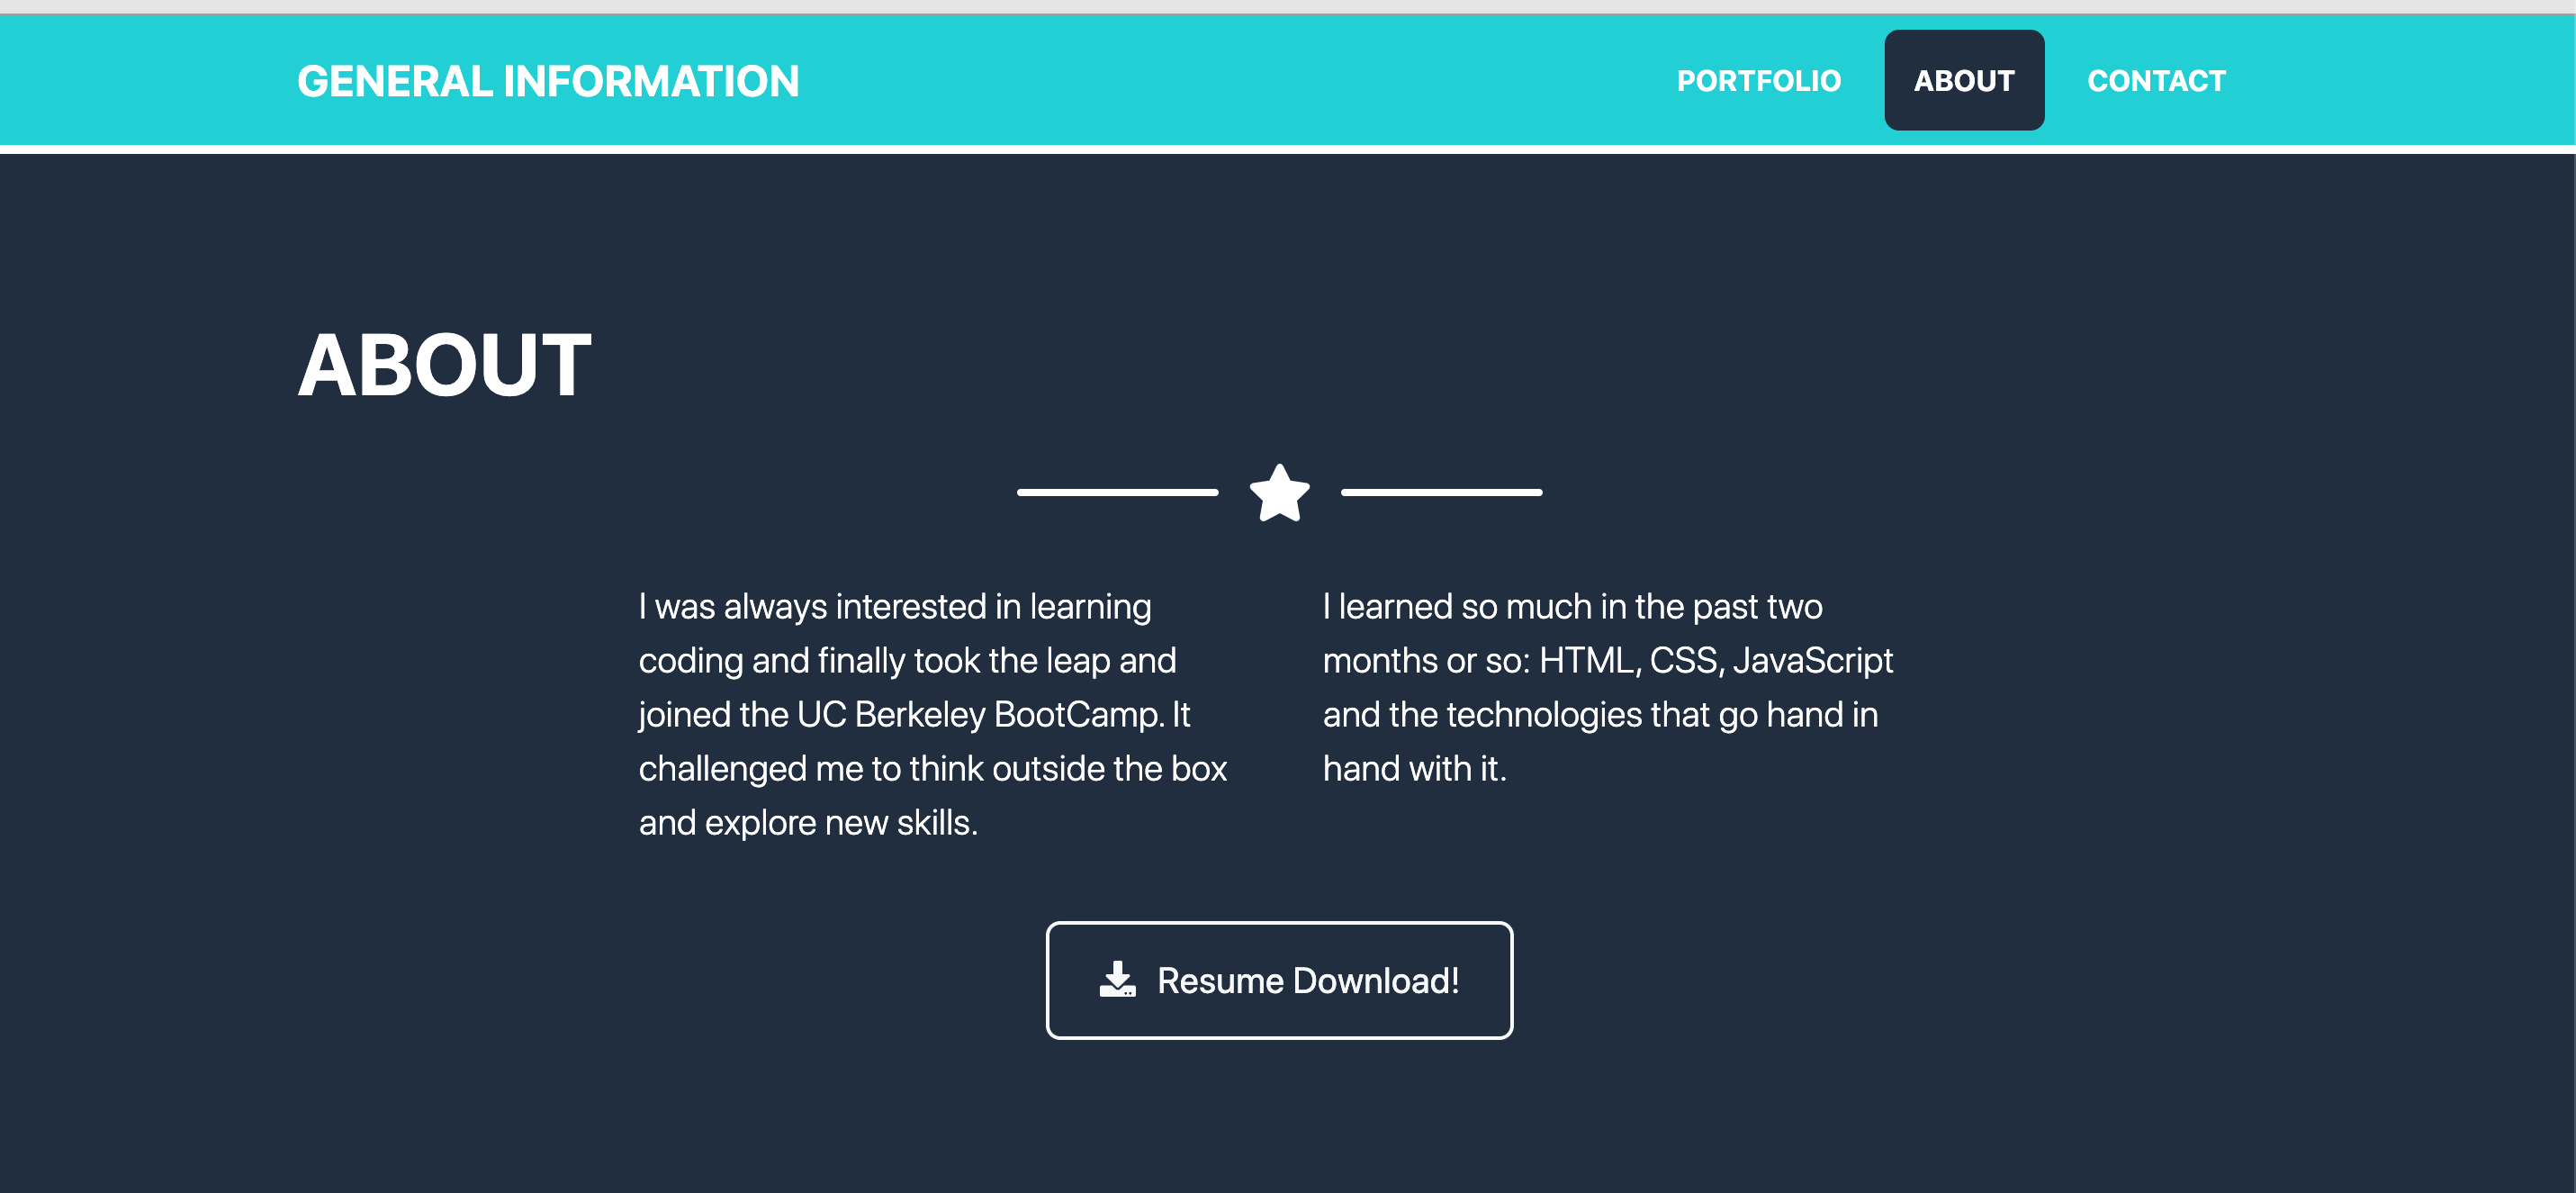 GENERAL INFORMATION
PORTFOLIO
ABOUT
CONTACT
ABOUT
I was always interested in learning
coding and finally took the leap and
joined the UC Berkeley BootCamp. It
challenged me to think outside the box
and explore new skills.
I learned so much in the past two
months or so: HTML, CSS, JavaScript
and the technologies that go hand in
hand with it.
Resume Download!